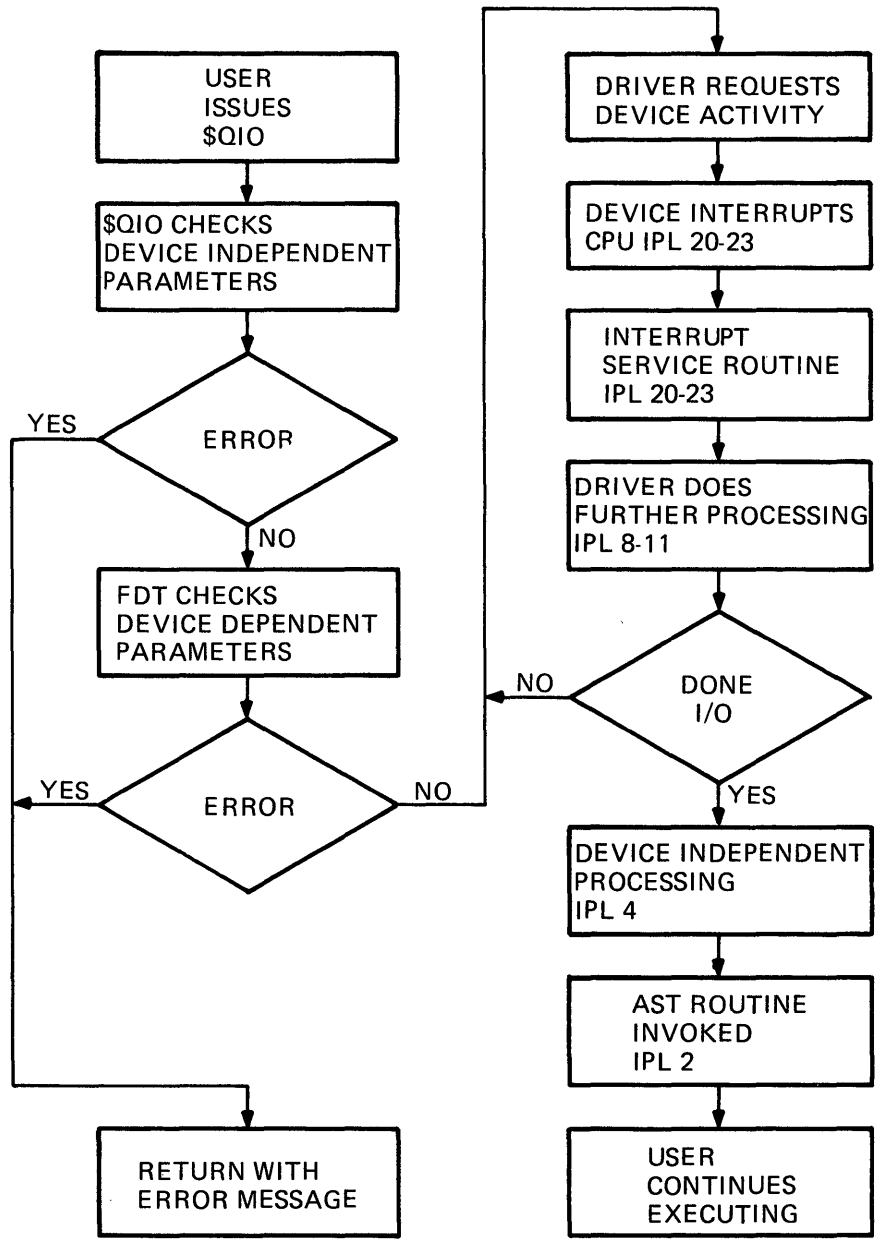 USER
ISSUES
$QIO
$QIO CHECKS
DEVICE INDEPENDENT
PARAMETERS
YES
ERROR
NO
FDT CHECKS
DEVICE DEPENDENT
PARAMETERS
YES
ERROR
NO
RETURN WITH
ERROR MESSAGE
DRIVER REQUESTS
DEVICE ACTIVITY
DEVICE INTERRUPTS
CPU IPL 20-23
INTERRUPT
SERVICE ROUTINE
IPL 20-23
DRIVER DOES
FURTHER PROCESSING
IPL 8-11
NO
DONE
I/O
YES
DEVICE INDEPENDENT
PROCESSING
IPL 4
AST ROUTINE
INVOKED
IPL 2
USER
CONTINUES
EXECUTING